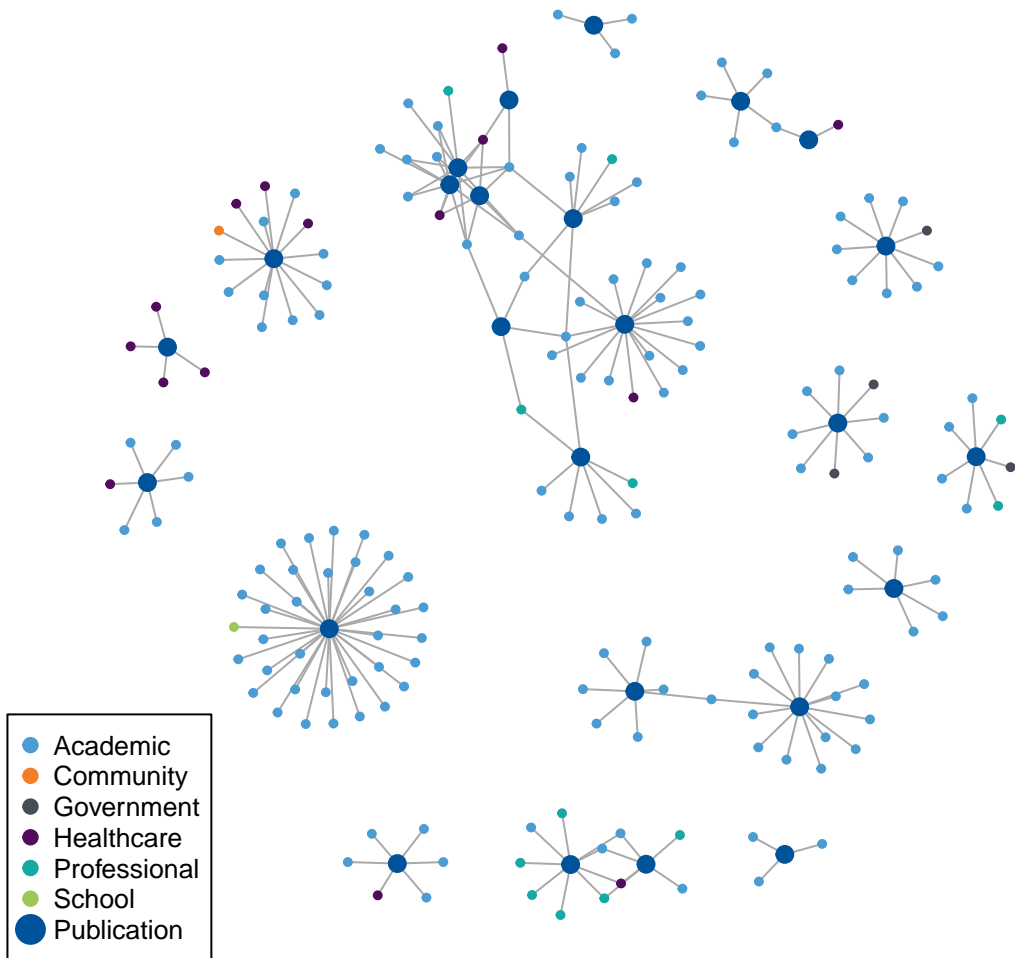 Academic
Community
Government
Healthcare
Professional
School
Publication